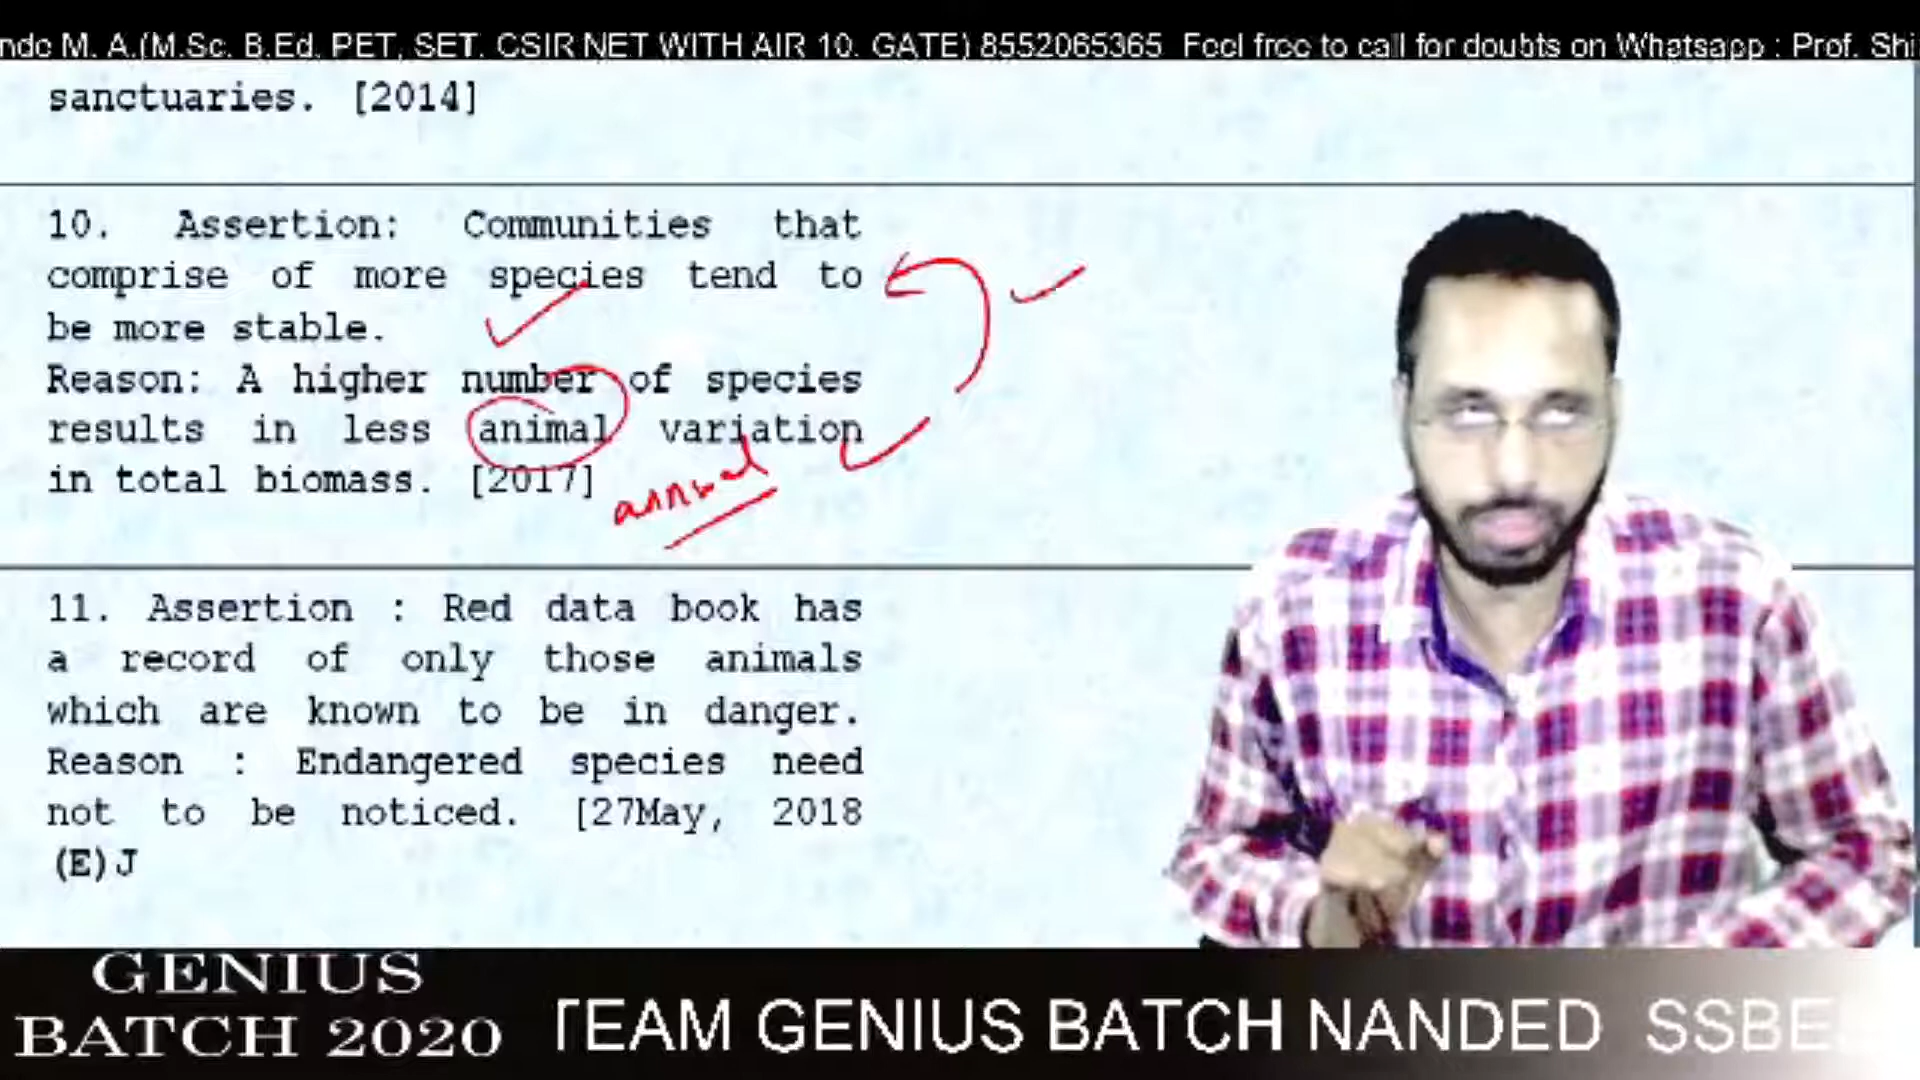 ndo M. A.(M.Sc. B.Ed. PET, SET. CSIR NET WITH AIR 10. GATE) 8552065365 Feel free to call for doubts on Whatsapp : Prof. Shi
sanctuaries. [2014]
10. Assertion: Communities that
comprise of more species tend to
be more stable.
Reason: A higher number of species
results in less animal variation
in total biomass. [2017]
annual
11. Assertion : Red data book has
a record of only those animals
which are known to be in danger.
Reason : Endangered species need
not to be noticed. [27May, 2018
(E)J
GENIUS
BATCH 2020
TEAM GENIUS BATCH NANDED SSBE